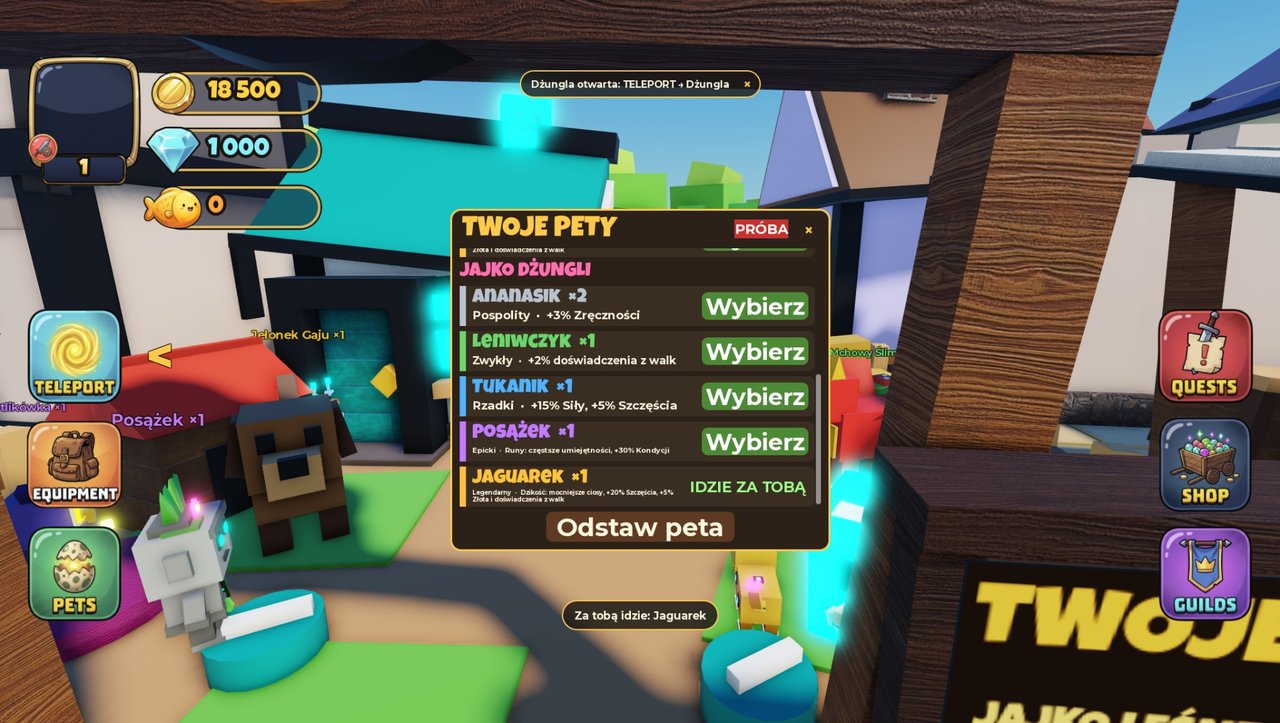 18 500
1 000
0
1
Dżungla otwarta: TELEPORT → Dżungla ×
TWOJE PETY
PRÓBA ×
Złota i doświadczenia z walk
JAJKO DŻUNGLI
ANANASIK ×2
Pospolity · +3% Zręczności
Wybierz
LENIWCZYK ×1
Zwykły · +2% doświadczenia z walk
Wybierz
TUKANIK ×1
Rzadki · +15% Siły, +5% Szczęścia
Wybierz
POSĄŻEK ×1
Epicki · Runy: częstsze umiejętności, +30% Kondycji
Wybierz
JAGUAREK ×1
Legendarny · Dzikość: mocniejsze ciosy, +20% Szczęścia, +5%
Złota i doświadczenia z walk
IDZIE ZA TOBĄ
Odstaw peta
Za tobą idzie: Jaguarek
Jelonek Gaju ×1
<
Posążek ×1
TELEPORT
EQUIPMENT
PETS
QUESTS
SHOP
GUILDS
TWOJE
JAJKO